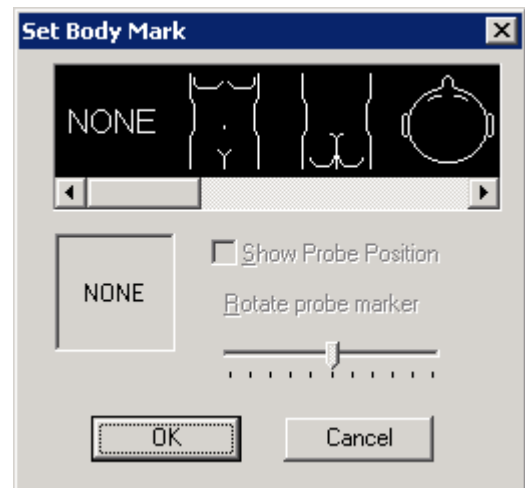 Set Body Mark
NONE
NONE
Show Probe Position
Rotate probe marker
OK
Cancel